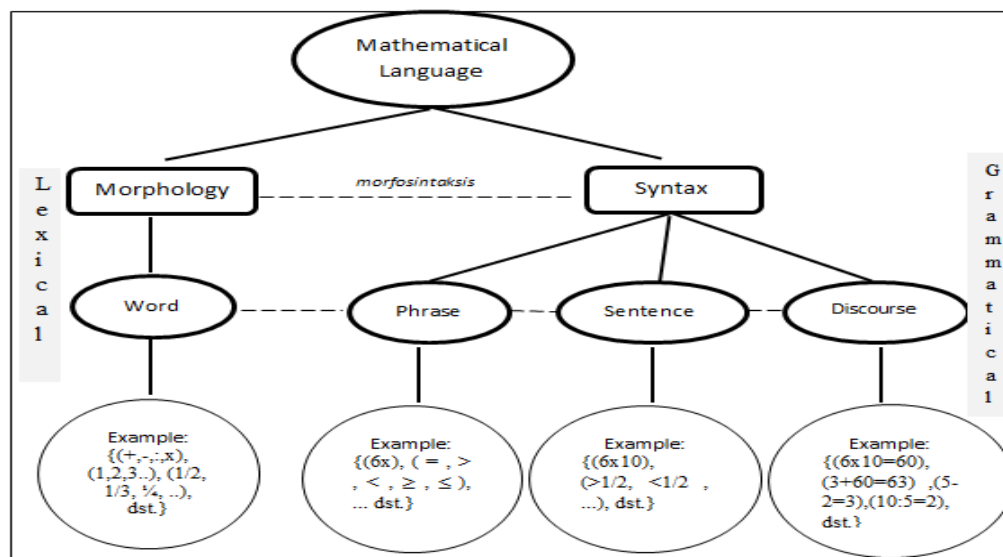 Mathematical
Language
Lexical
Morphology
morfosintaksis
Syntax
Grammatical
Word
Phrase
Sentence
Discourse
Example:
{(+,-,:,x),
(1,2,3..), (1/2,
1/3, ¼, ..),
dst.}
Example:
{(6x), ( = , >
, < , ≥ , ≤ ),
... dst.}
Example:
{(6x10),
(>1/2, <1/2 ,
...), dst.}
Example:
{(6x10=60),
(3+60=63) ,(5-
2=3),(10:5=2),
dst.}